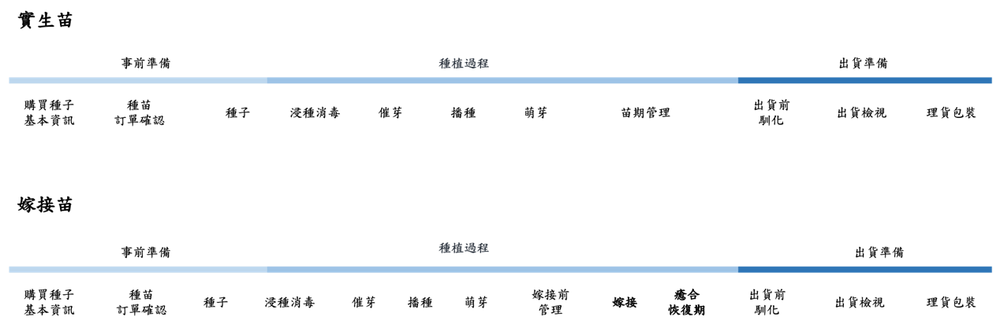 實生苗
事前準備
種植過程
出貨準備
購買種子
基本資訊
種苗
訂單確認
種子
浸種消毒
催芽
播種
萌芽
苗期管理
出貨前
馴化
出貨檢視
理貨包裝
嫁接苗
事前準備
種植過程
出貨準備
購買種子
基本資訊
種苗
訂單確認
種子
浸種消毒
催芽
播種
萌芽
嫁接前
管理
嫁接
癒合
恢復期
出貨前
馴化
出貨檢視
理貨包裝